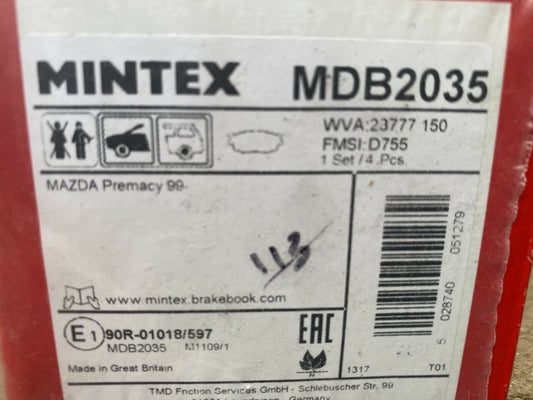 MINTEX MDB2035
WVA:23777 150
FMSI:D755
1 Set / 4 Pcs.
MAZDA Premacy 99-
113
5 028740 051279
www.mintex.brakebook.com
E1 90R-01018/597
MDB2035 M1109/1
EAC
Made in Great Britain
N
1317 T01
TMD Friction Services GmbH - Schlebuscher Str. 99